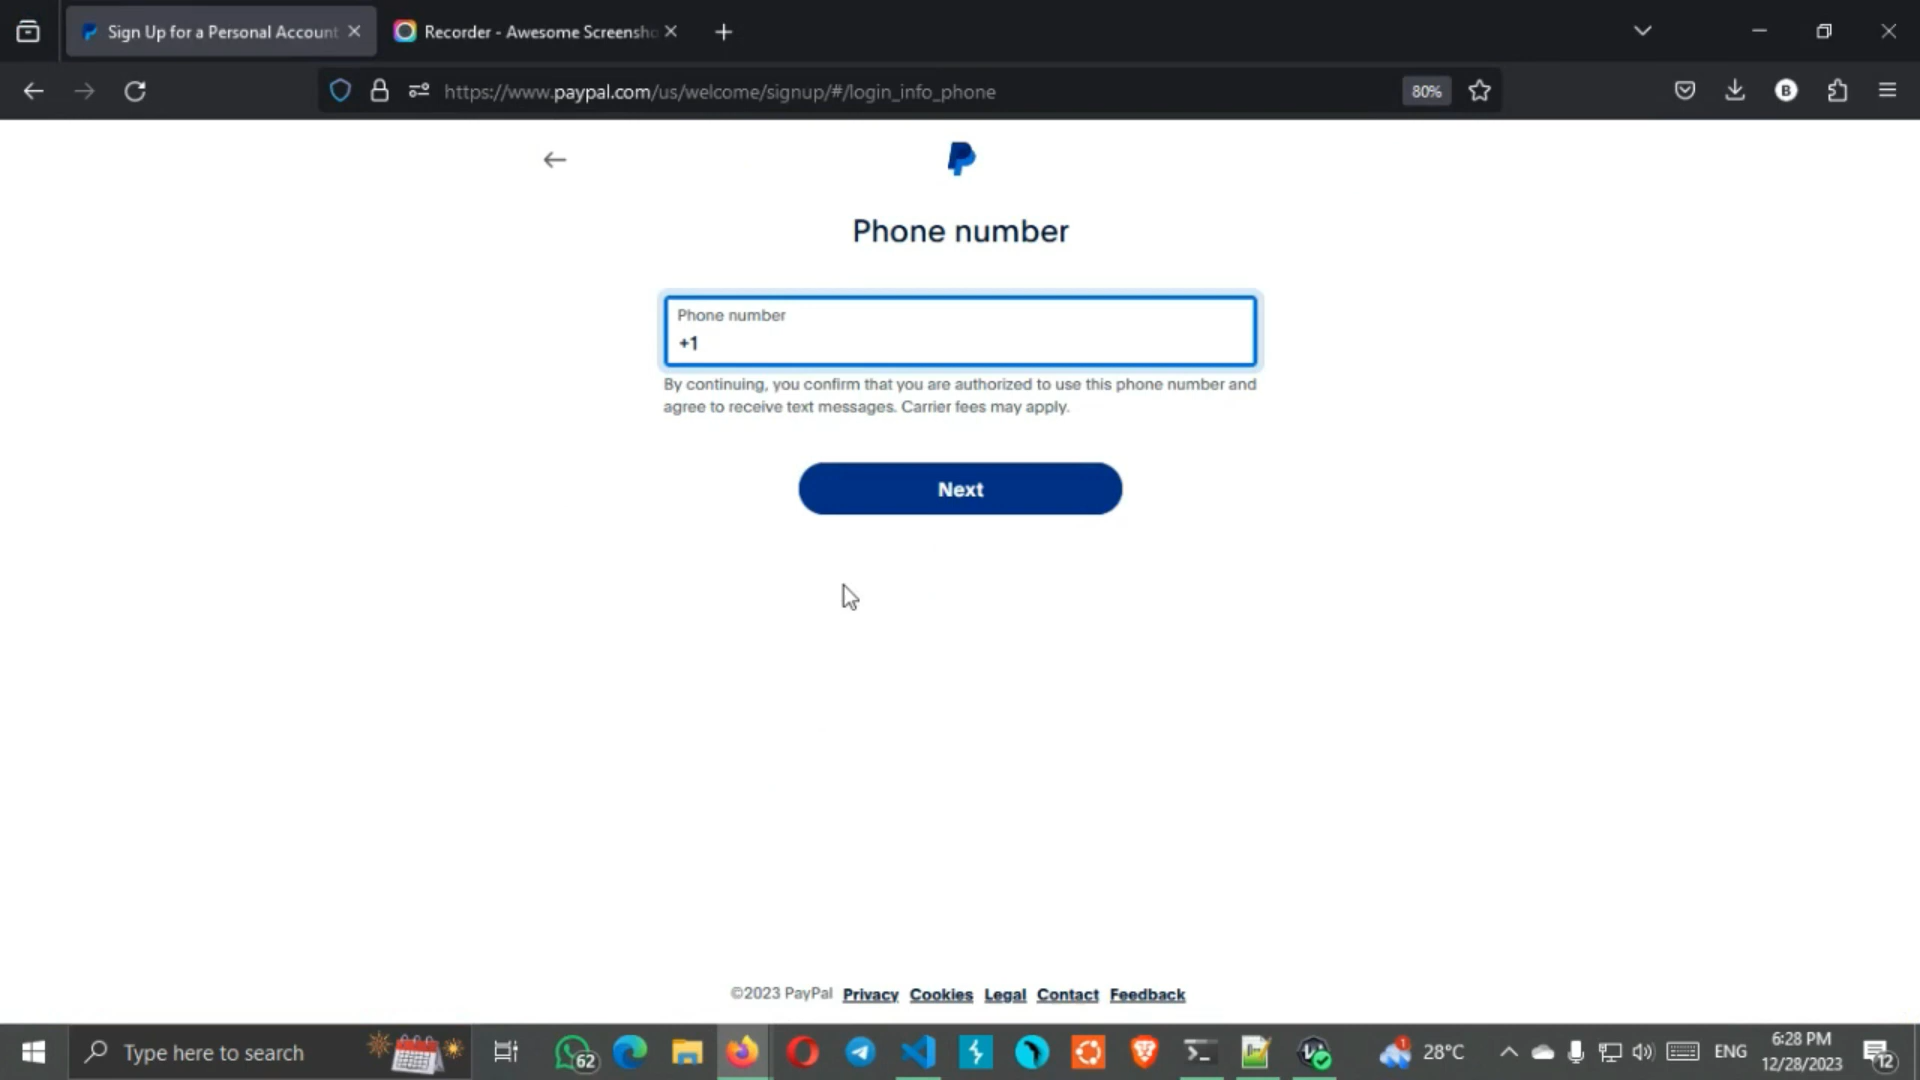 Sign Up for a Personal Account
Recorder - Awesome Screensho
https://www.paypal.com/us/welcome/signup/#/login_info_phone
80%
B
Phone number
Phone number
+1
By continuing, you confirm that you are authorized to use this phone number and
agree to receive text messages. Carrier fees may apply.
Next
©2023 PayPal Privacy Cookies Legal Contact Feedback
Type here to search
62
1
28°C
ENG
6:28 PM
12/28/2023
12